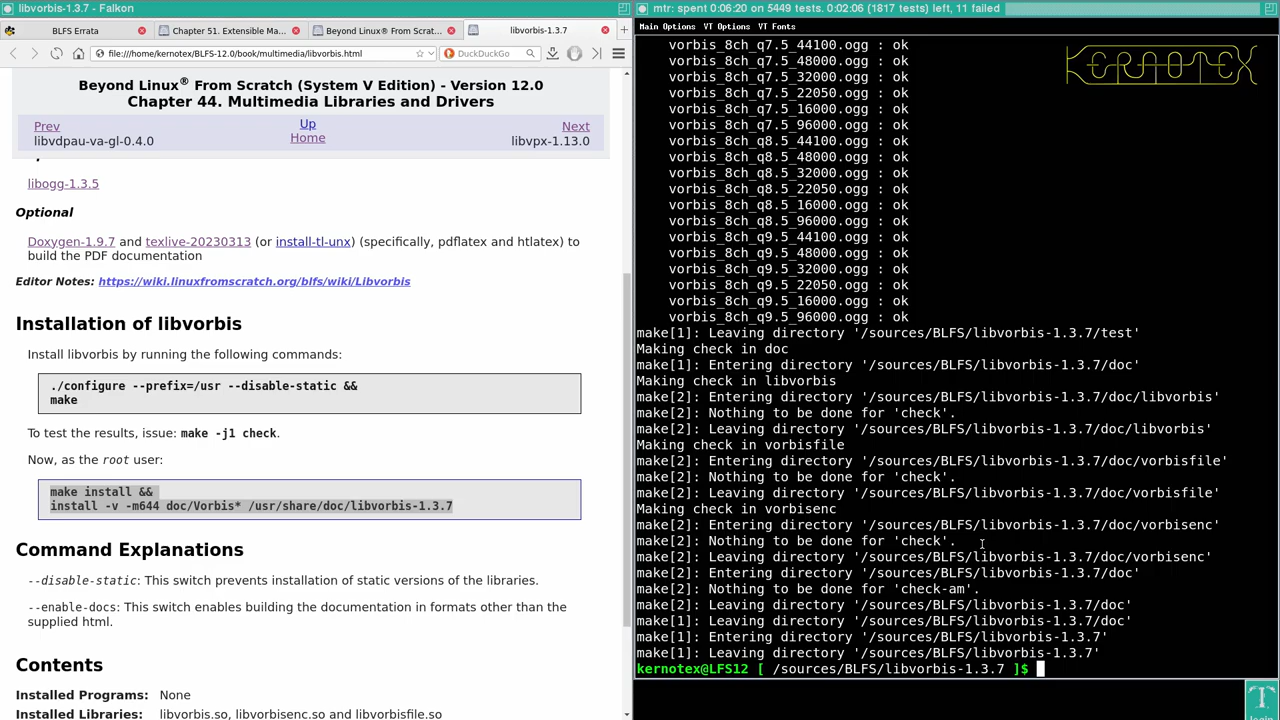 libvorbis-1.3.7 - Falkon
BLFS Errata
Chapter 51. Extensible Ma...
Beyond Linux® From Scrat...
libvorbis-1.3.7
file:///home/kernotex/BLFS-12.0/book/multimedia/libvorbis.html
DuckDuckGo
Beyond Linux® From Scratch (System V Edition) - Version 12.0
Chapter 44. Multimedia Libraries and Drivers
Prev
Up
Next
libvdpau-va-gl-0.4.0
Home
libvpx-1.13.0
libogg-1.3.5
Optional
Doxygen-1.9.7 and texlive-20230313 (or install-tl-unx) (specifically, pdflatex and htlatex) to
build the PDF documentation
Editor Notes: https://wiki.linuxfromscratch.org/blfs/wiki/Libvorbis
Installation of libvorbis
Install libvorbis by running the following commands:
./configure --prefix=/usr --disable-static &&
make
To test the results, issue: make -j1 check.
Now, as the root user:
make install &&
install -v -m644 doc/Vorbis* /usr/share/doc/libvorbis-1.3.7
Command Explanations
--disable-static: This switch prevents installation of static versions of the libraries.
--enable-docs: This switch enables building the documentation in formats other than the
supplied html.
Contents
Installed Programs: None
Installed Libraries: libvorbis.so, libvorbisenc.so and libvorbisfile.so
mtr: spent 0:06:20 on 5449 tests. 0:02:06 (1817 tests) left, 11 failed
Main Options VT Options VT Fonts
KERNOTEX
vorbis_8ch_q7.5_44100.ogg : ok
vorbis_8ch_q7.5_48000.ogg : ok
vorbis_8ch_q7.5_32000.ogg : ok
vorbis_8ch_q7.5_22050.ogg : ok
vorbis_8ch_q7.5_16000.ogg : ok
vorbis_8ch_q7.5_96000.ogg : ok
vorbis_8ch_q8.5_44100.ogg : ok
vorbis_8ch_q8.5_48000.ogg : ok
vorbis_8ch_q8.5_32000.ogg : ok
vorbis_8ch_q8.5_22050.ogg : ok
vorbis_8ch_q8.5_16000.ogg : ok
vorbis_8ch_q8.5_96000.ogg : ok
vorbis_8ch_q9.5_44100.ogg : ok
vorbis_8ch_q9.5_48000.ogg : ok
vorbis_8ch_q9.5_32000.ogg : ok
vorbis_8ch_q9.5_22050.ogg : ok
vorbis_8ch_q9.5_16000.ogg : ok
vorbis_8ch_q9.5_96000.ogg : ok
make[1]: Leaving directory '/sources/BLFS/libvorbis-1.3.7/test'
Making check in doc
make[1]: Entering directory '/sources/BLFS/libvorbis-1.3.7/doc'
Making check in libvorbis
make[2]: Entering directory '/sources/BLFS/libvorbis-1.3.7/doc/libvorbis'
make[2]: Nothing to be done for 'check'.
make[2]: Leaving directory '/sources/BLFS/libvorbis-1.3.7/doc/libvorbis'
Making check in vorbisfile
make[2]: Entering directory '/sources/BLFS/libvorbis-1.3.7/doc/vorbisfile'
make[2]: Nothing to be done for 'check'.
make[2]: Leaving directory '/sources/BLFS/libvorbis-1.3.7/doc/vorbisfile'
Making check in vorbisenc
make[2]: Entering directory '/sources/BLFS/libvorbis-1.3.7/doc/vorbisenc'
make[2]: Nothing to be done for 'check'.
make[2]: Leaving directory '/sources/BLFS/libvorbis-1.3.7/doc/vorbisenc'
make[2]: Entering directory '/sources/BLFS/libvorbis-1.3.7/doc'
make[2]: Nothing to be done for 'check-am'.
make[2]: Leaving directory '/sources/BLFS/libvorbis-1.3.7/doc'
make[1]: Leaving directory '/sources/BLFS/libvorbis-1.3.7/doc'
make[1]: Entering directory '/sources/BLFS/libvorbis-1.3.7'
make[1]: Leaving directory '/sources/BLFS/libvorbis-1.3.7'
kernotex@LFS12 [ /sources/BLFS/libvorbis-1.3.7 ]$
login